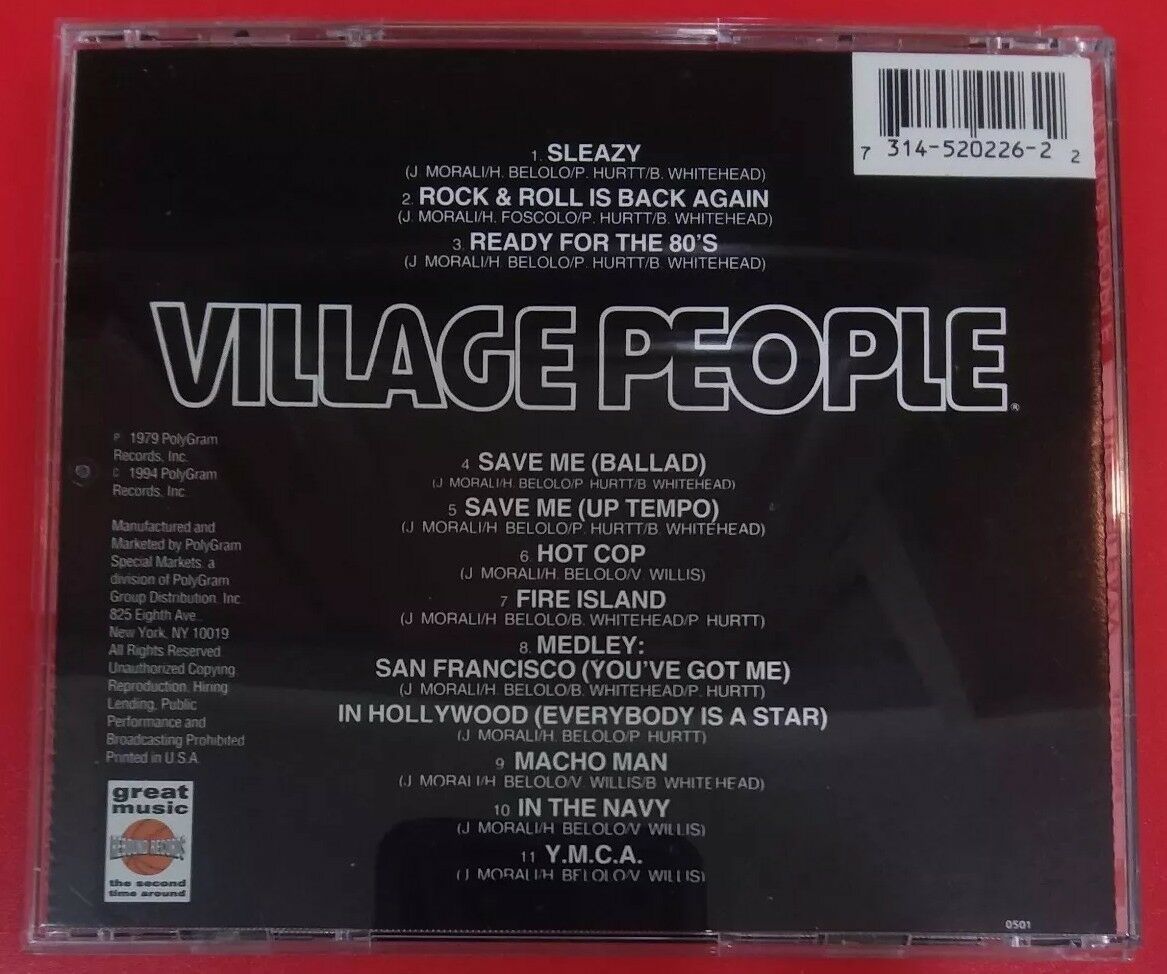 7 314-520226-2 2
1. SLEAZY
(J. MORALI/H. BELOLO/P. HURTT/B. WHITEHEAD)
2. ROCK & ROLL IS BACK AGAIN
(J. MORALI/H. FOSCOLO/P. HURTT/B. WHITEHEAD)
3. READY FOR THE 80'S
(J. MORALI/H. BELOLO/P. HURTT/B. WHITEHEAD)
VILLAGE PEOPLE®
4. SAVE ME (BALLAD)
(J. MORALI/H. BELOLO/P. HURTT/B. WHITEHEAD)
5. SAVE ME (UP TEMPO)
(J. MORALI/H. BELOLO/P. HURTT/B. WHITEHEAD)
6. HOT COP
(J. MORALI/H. BELOLO/V. WILLIS)
7. FIRE ISLAND
(J. MORALI/H. BELOLO/B. WHITEHEAD/P. HURTT)
8. MEDLEY:
SAN FRANCISCO (YOU'VE GOT ME)
(J. MORALI/H. BELOLO/B. WHITEHEAD/P. HURTT)
IN HOLLYWOOD (EVERYBODY IS A STAR)
(J. MORALI/H. BELOLO/P. HURTT)
9. MACHO MAN
(J. MORALI/H. BELOLO/V. WILLIS/B. WHITEHEAD)
10. IN THE NAVY
(J. MORALI/H. BELOLO/V. WILLIS)
11. Y.M.C.A.
(J. MORALI/H. BELOLO/V. WILLIS)
℗ 1979 PolyGram
Records, Inc.
© 1994 PolyGram
Records, Inc.
Manufactured and
Marketed by PolyGram
Special Markets, a
division of PolyGram
Group Distribution, Inc.
825 Eighth Ave.,
New York, NY 10019
All Rights Reserved
Unauthorized Copying,
Reproduction, Hiring
Lending, Public
Performance and
Broadcasting Prohibited
Printed in U.S.A.
great
music
REBOUND RECORDS
the second
time around
0501